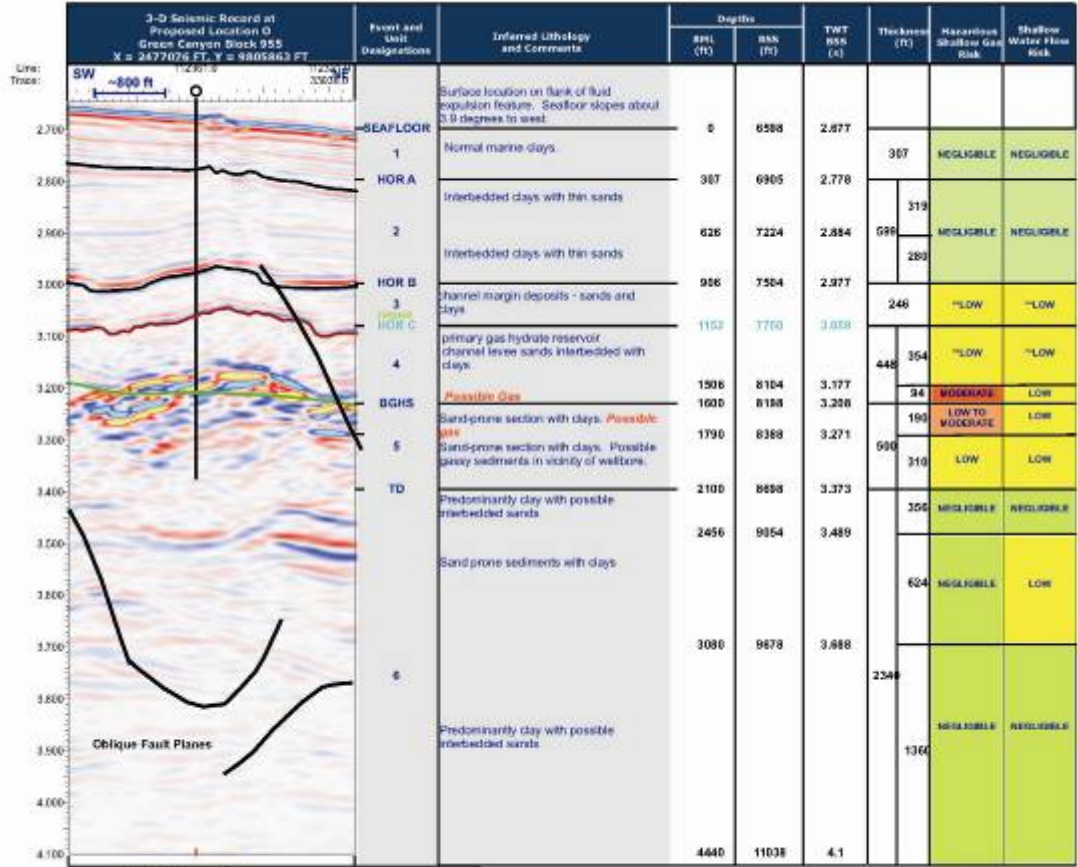 3-D Seismic Record at
Proposed Location O
Green Canyon Block 955
X = 3477076 FT, Y = 9805863 FT
Event and
Unit
Designations
Inferred Lithology
and Comments
Depths
BML
(ft)
BSS
(ft)
TWT
BSS
(s)
Thickness
(ft)
Hazardous
Shallow Gas
Risk
Shallow
Water Flow
Risk
Line:
Trace:
SW
~800 ft
NE
Surface location on flank of fluid
expulsion feature. Seafloor slopes about
3.9 degrees to west.
2.700
SEAFLOOR
0
6598
2.677
1
Normal marine clays
307
NEGLIGIBLE
NEGLIGIBLE
2.800
HOR A
307
6905
2.778
Interbedded clays with thin sands
319
2.900
2
626
7224
2.884
599
NEGLIGIBLE
NEGLIGIBLE
Interbedded clays with thin sands
280
3.000
HOR B
906
7504
2.977
3
channel margin deposits - sands and
clays
246
**LOW
**LOW
HOR C
1152
7750
3.059
3.100
primary gas hydrate reservoir
channel levee sands interbedded with
clays
4
448
354
**LOW
**LOW
3.200
1506
8104
3.177
Possible Gas
94
MODERATE
LOW
BGHS
1600
8198
3.208
Sand-prone section with clays. Possible
gas
190
LOW TO
MODERATE
LOW
3.300
1790
8388
3.271
5
Sand-prone section with clays. Possible
gassy sediments in vicinity of wellbore.
500
310
LOW
LOW
3.400
TD
2100
8698
3.373
Predominantly clay with possible
interbedded sands
356
NEGLIGIBLE
NEGLIGIBLE
3.500
2456
9054
3.489
Sand prone sediments with clays
3.600
624
NEGLIGIBLE
LOW
3.700
3080
9678
3.688
6
2340
3.800
Oblique Fault Planes
Predominantly clay with possible
interbedded sands
NEGLIGIBLE
NEGLIGIBLE
3.900
1360
4.000
4.100
4440
11038
4.1